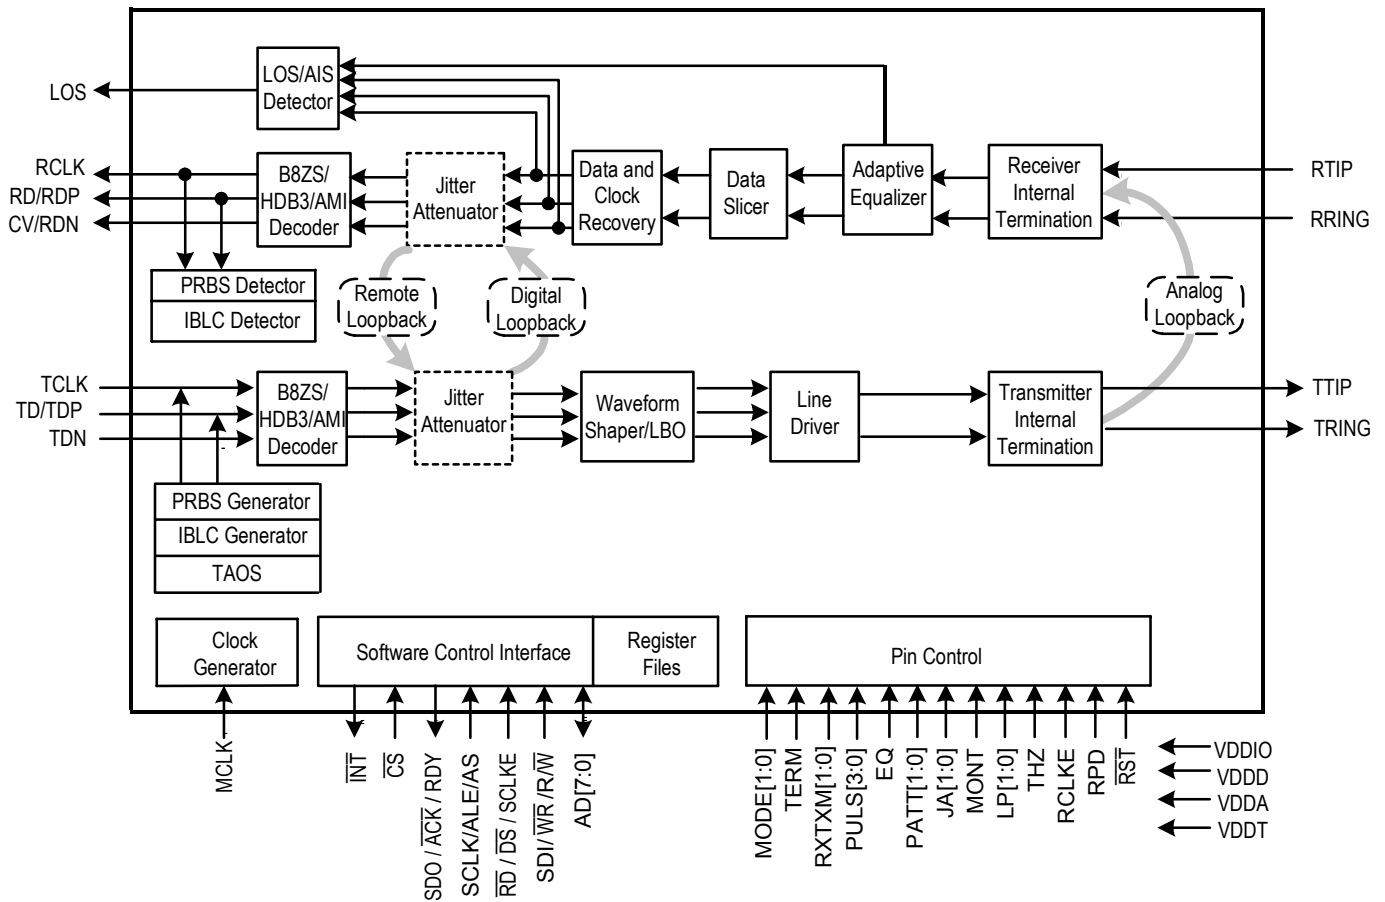 LOS
LOS/AIS
Detector
RCLK
RD/RDP
CV/RDN
B8ZS/
HDB3/AMI
Decoder
Jitter
Attenuator
Data and
Clock
Recovery
Data
Slicer
Adaptive
Equalizer
Receiver
Internal
Termination
RTIP
RRING
PRBS Detector
IBLC Detector
Remote
Loopback
Digital
Loopback
Analog
Loopback
TCLK
TD/TDP
TDN
B8ZS/
HDB3/AMI
Decoder
Jitter
Attenuator
Waveform
Shaper/LBO
Line
Driver
Transmitter
Internal
Termination
TTIP
TRING
PRBS Generator
IBLC Generator
TAOS
Clock
Generator
Software Control Interface
Register
Files
Pin Control
MCLK
INT
CS
SDO / ACK / RDY
SCLK/ALE/AS
RD / DS / SCLKE
SDI/ WR / R/W
AD[7:0]
MODE[1:0]
TERM
RXTXM[1:0]
PULS[3:0]
EQ
PATT[1:0]
JA[1:0]
MONT
LP[1:0]
THZ
RCLKE
RPD
RST
VDDIO
VDDD
VDDA
VDDT